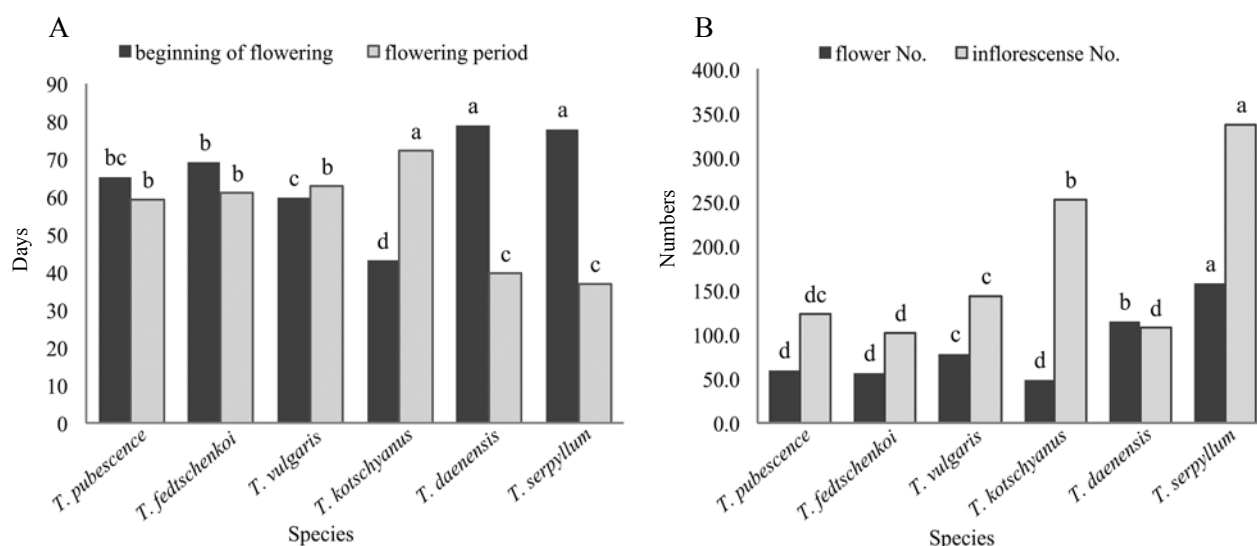 A
beginning of flowering flowering period
90
80
70
60
50
40
30
20
10
0
Days
bc b b b c b d a a c a c
T. pubescence
T. fedtschenkoi
T. vulgaris
T. kotschyanus
T. daenensis
T. serpyllum
Species
B
flower No. inflorescense No.
400.0
350.0
300.0
250.0
200.0
150.0
100.0
50.0
0.0
Numbers
d dc d d c c d b b d a a
T. pubescence
T. fedtschenkoi
T. vulgaris
T. kotschyanus
T. daenensis
T. serpyllum
Species